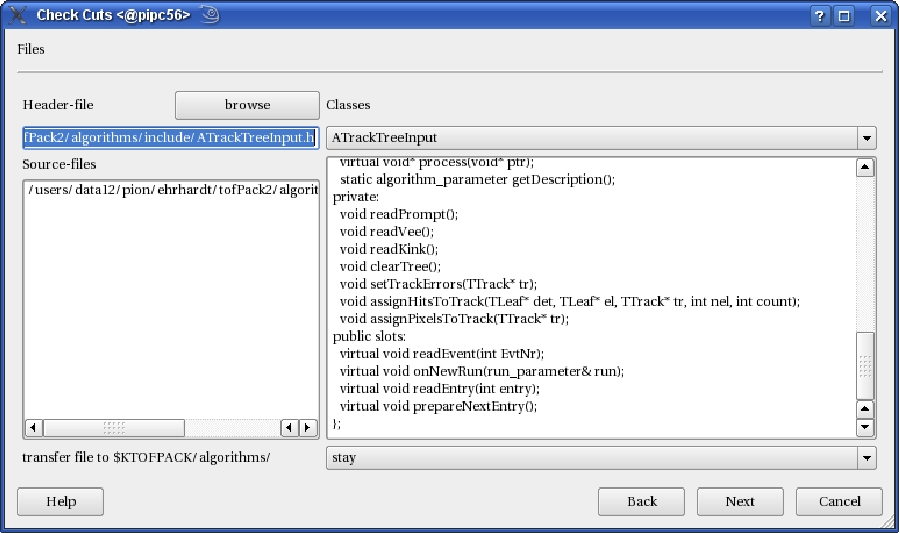 Check Cuts <@pipc56>
Files
Header-file
browse
Classes
fPack2/algorithms/include/ATrackTreeInput.h
ATrackTreeInput
Source-files
/users/data12/pion/ehrhardt/tofPack2/algorit
virtual void* process(void* ptr);
static algorithm_parameter getDescription();
private:
void readPrompt();
void readVee();
void readKink();
void clearTree();
void setTrackErrors(TTrack* tr);
void assignHitsToTrack(TLeaf* det, TLeaf* el, TTrack* tr, int nel, int count);
void assignPixelsToTrack(TTrack* tr);
public slots:
virtual void readEvent(int EvtNr);
virtual void onNewRun(run_parameter& run);
virtual void readEntry(int entry);
virtual void prepareNextEntry();
};
transfer file to $KTOFPACK/algorithms/
stay
Help
Back
Next
Cancel